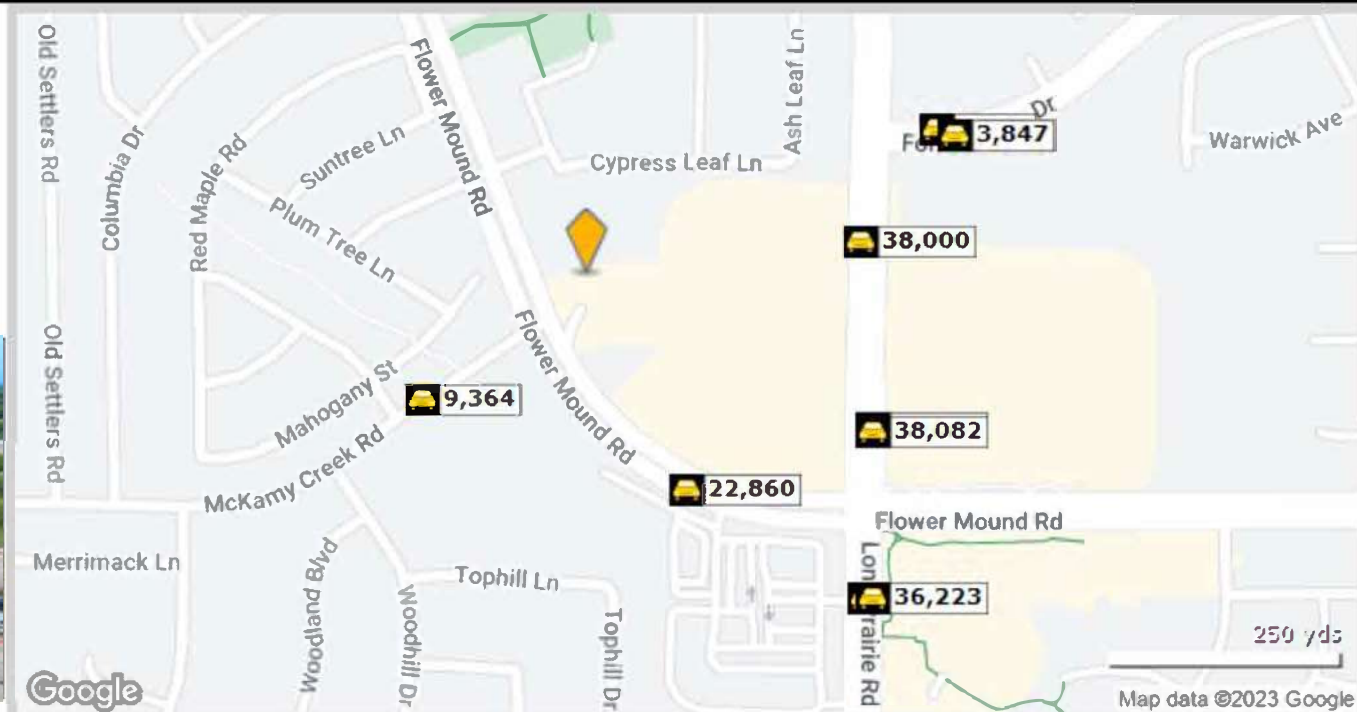 Old Settlers Rd
Columbia Dr
Red Maple Rd
Suntree Ln
Plum Tree Ln
Flower Mound Rd
Cypress Leaf Ln
Ash Leaf Ln
Dr
3,847
Warwick Ave
38,000
Old Settlers Rd
Mahogany St
9,364
McKamy Creek Rd
Flower Mound Rd
38,082
22,860
Flower Mound Rd
Merrimack Ln
Woodland Blvd
Woodhill Dr
Tophill Ln
Tophill Dr
36,223
250 yds
Google
Map data ©2023 Google